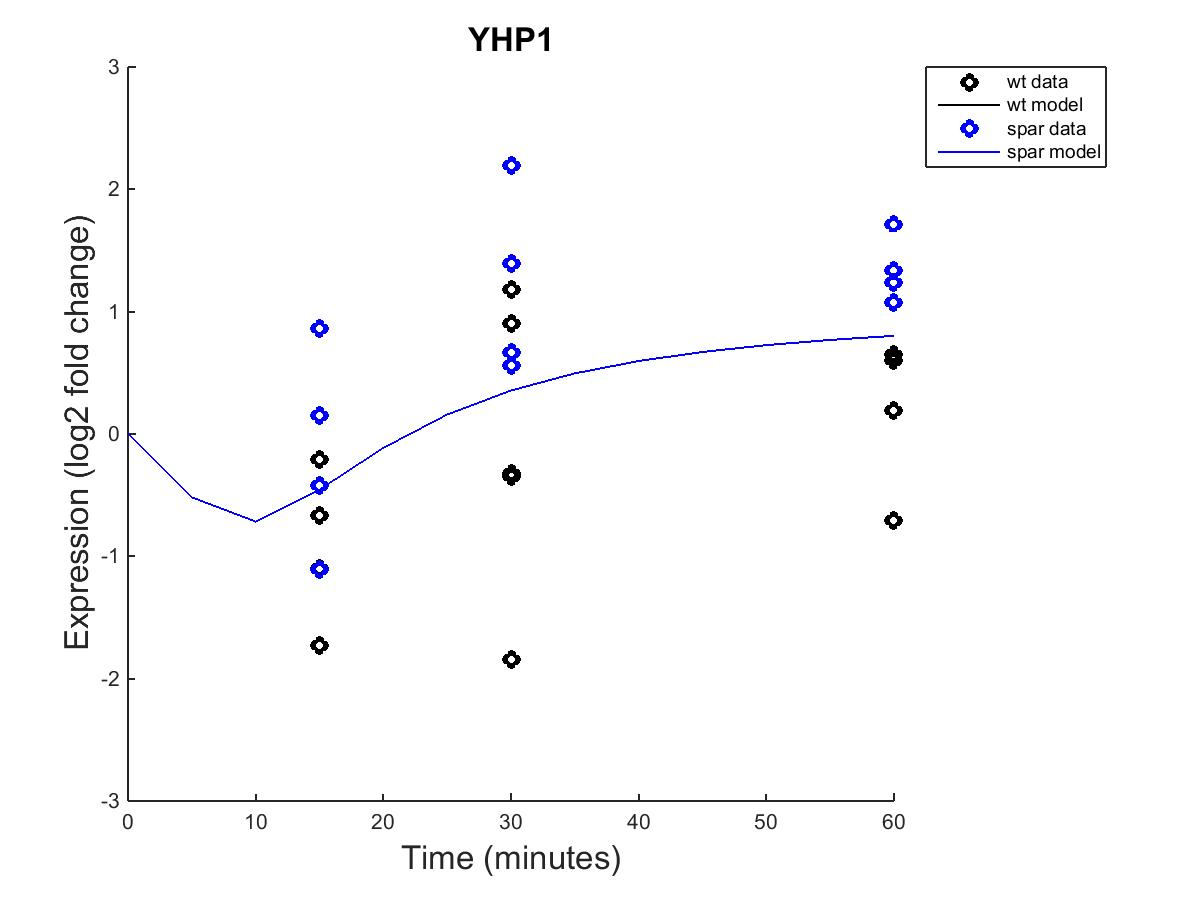 YHP1
wt data
wt model
spar data
spar model
3
2
1
0
-1
-2
-3
Expression (log2 fold change)
0 10 20 30 40 50 60
Time (minutes)